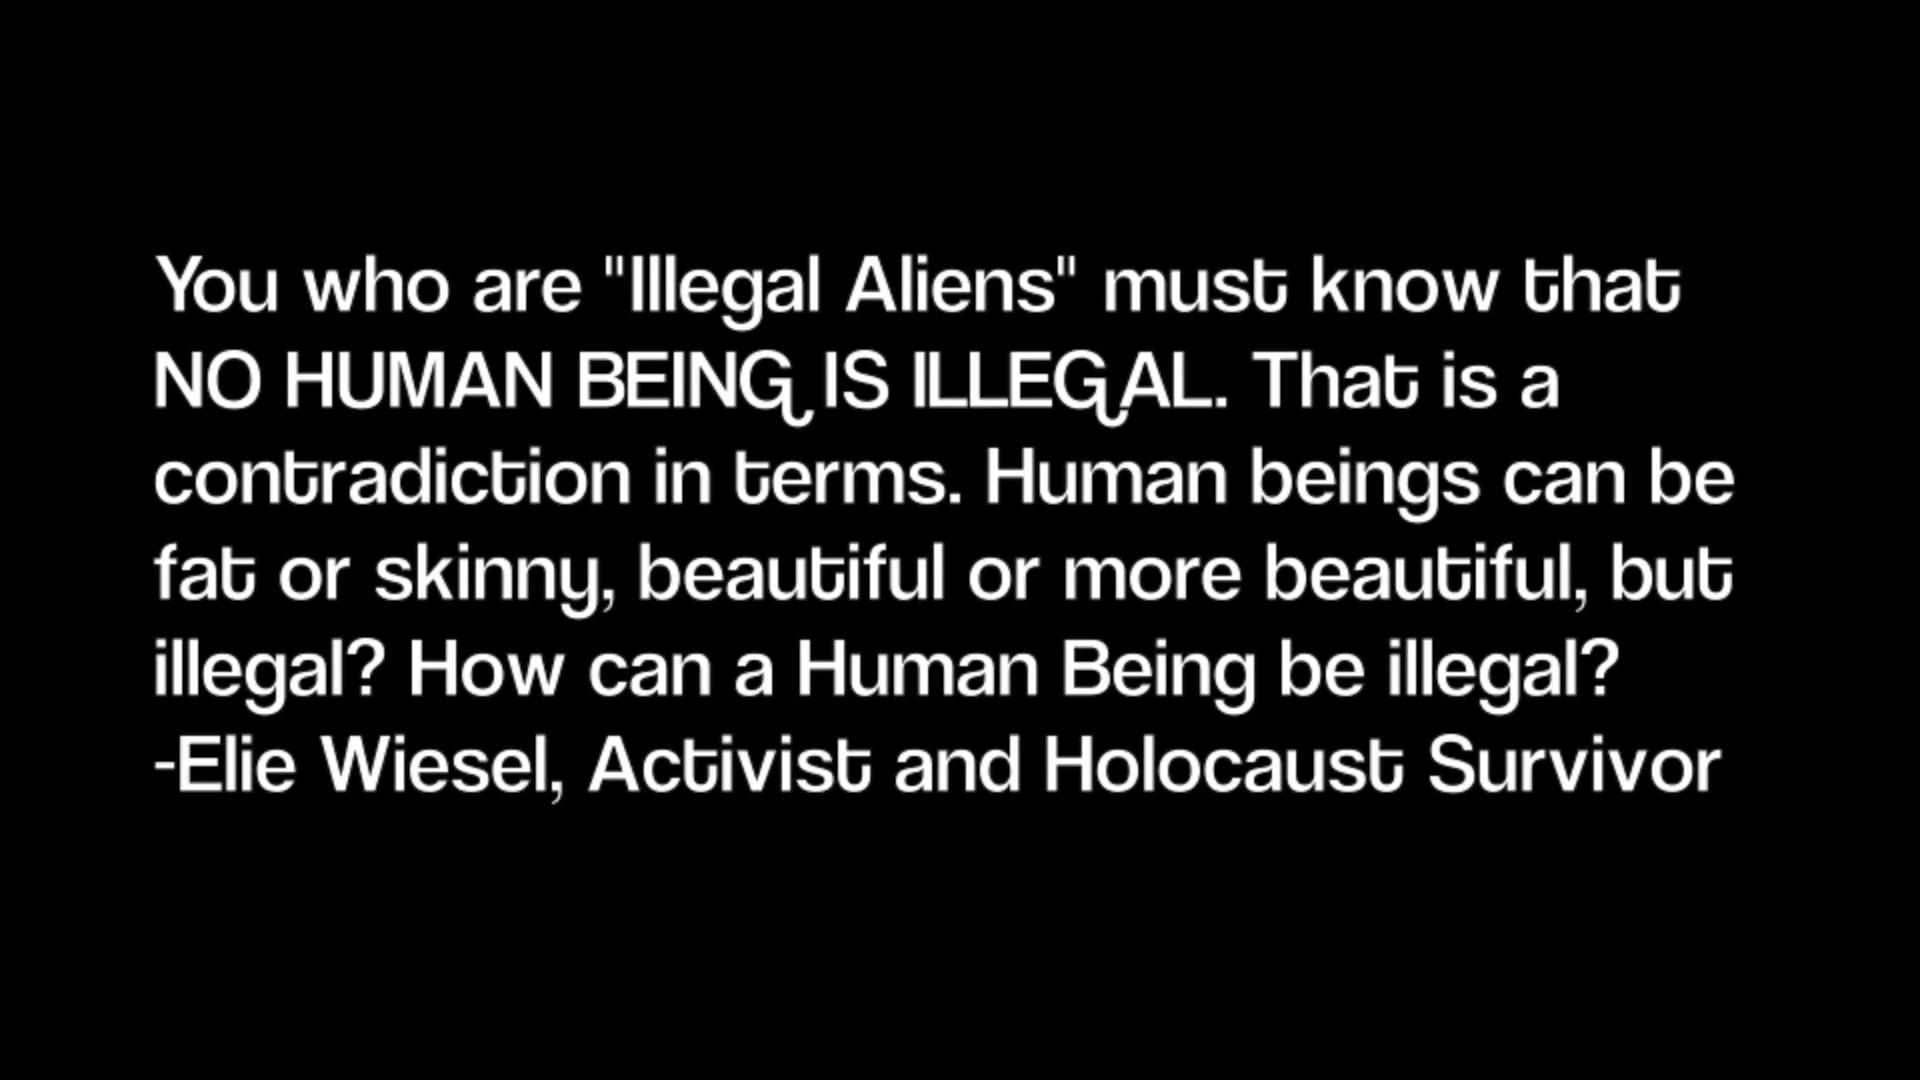 You who are "Illegal Aliens" must know that
NO HUMAN BEING IS ILLEGAL. That is a
contradiction in terms. Human beings can be
fat or skinny, beautiful or more beautiful, but
illegal? How can a Human Being be illegal?
-Elie Wiesel, Activist and Holocaust Survivor